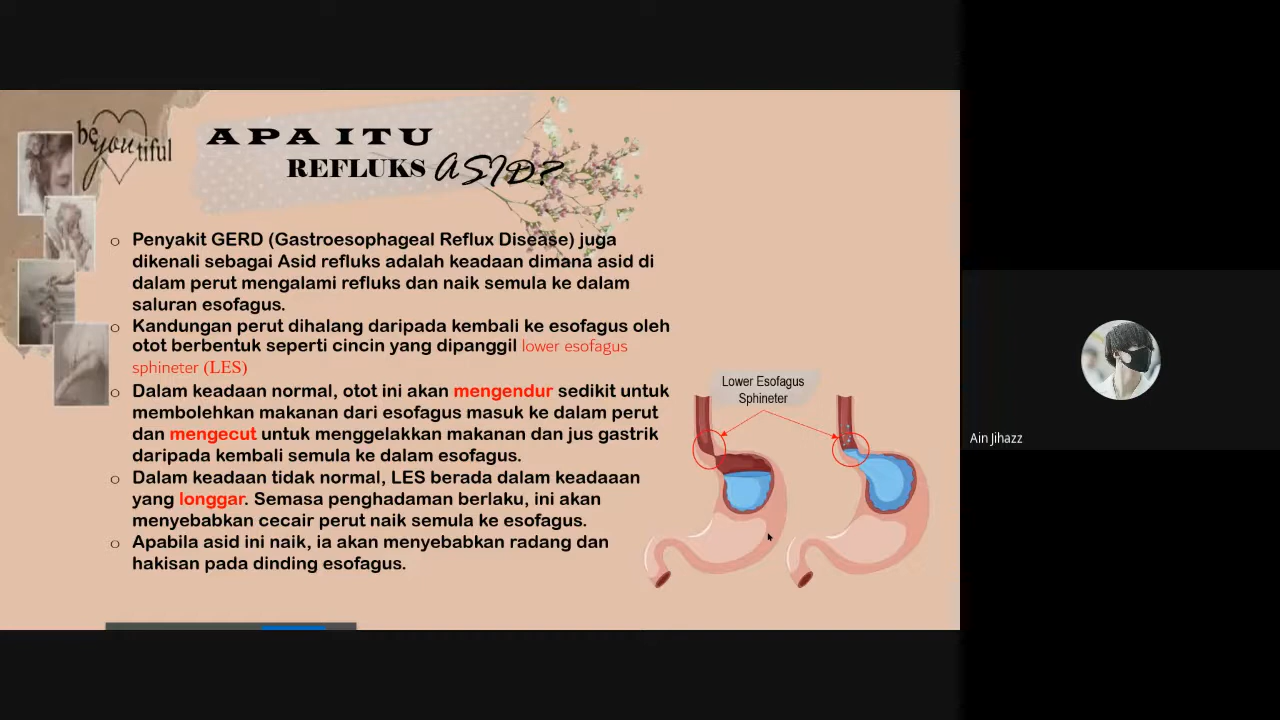 be
you
tiful
APA ITU
REFLUKS ASID?
o Penyakit GERD (Gastroesophageal Reflux Disease) juga
dikenali sebagai Asid refluks adalah keadaan dimana asid di
dalam perut mengalami refluks dan naik semula ke dalam
saluran esofagus.
o Kandungan perut dihalang daripada kembali ke esofagus oleh
otot berbentuk seperti cincin yang dipanggil lower esofagus
sphineter (LES)
o Dalam keadaan normal, otot ini akan mengendur sedikit untuk
membolehkan makanan dari esofagus masuk ke dalam perut
dan mengecut untuk menggelakkan makanan dan jus gastrik
daripada kembali semula ke dalam esofagus.
o Dalam keadaan tidak normal, LES berada dalam keadaaan
yang longgar. Semasa penghadaman berlaku, ini akan
menyebabkan cecair perut naik semula ke esofagus.
o Apabila asid ini naik, ia akan menyebabkan radang dan
hakisan pada dinding esofagus.
Lower Esofagus
Sphineter
Ain Jihazz